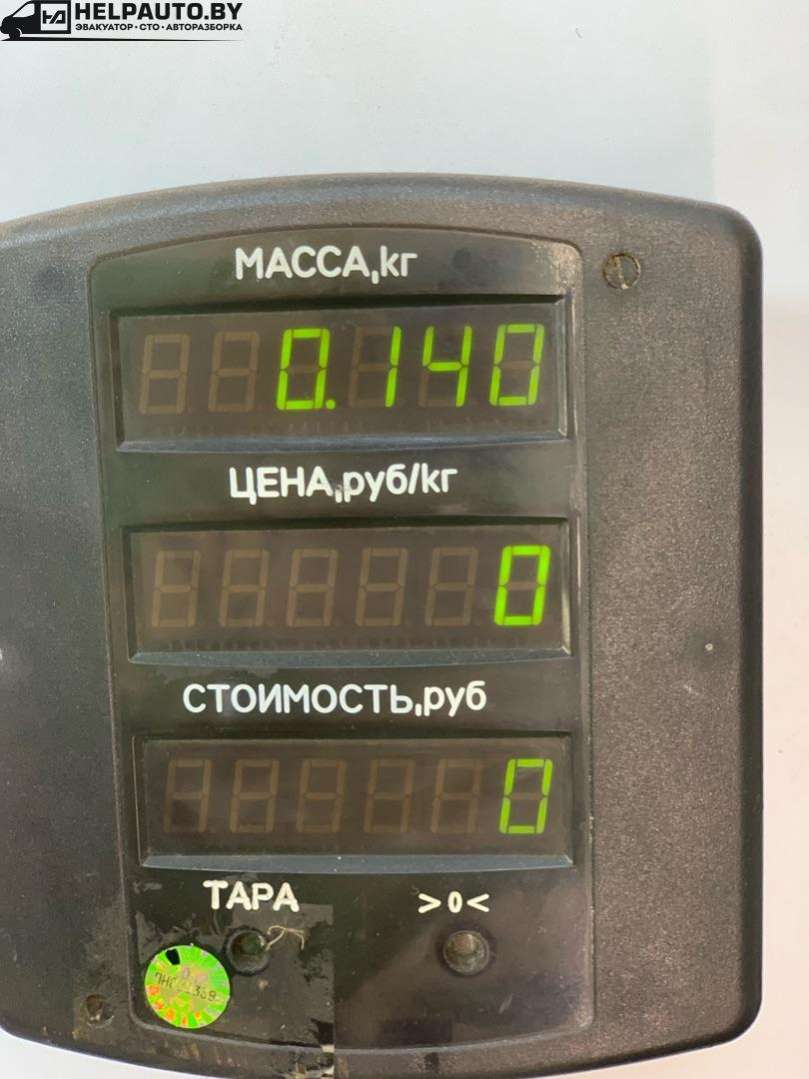 HELPAUTO.BY
ЭВАКУАТОР • СТО • АВТОРАЗБОРКА
МАССА,кг
0.140
ЦЕНА,руб/кг
0
СТОИМОСТЬ,руб
0
ТАРА >0<